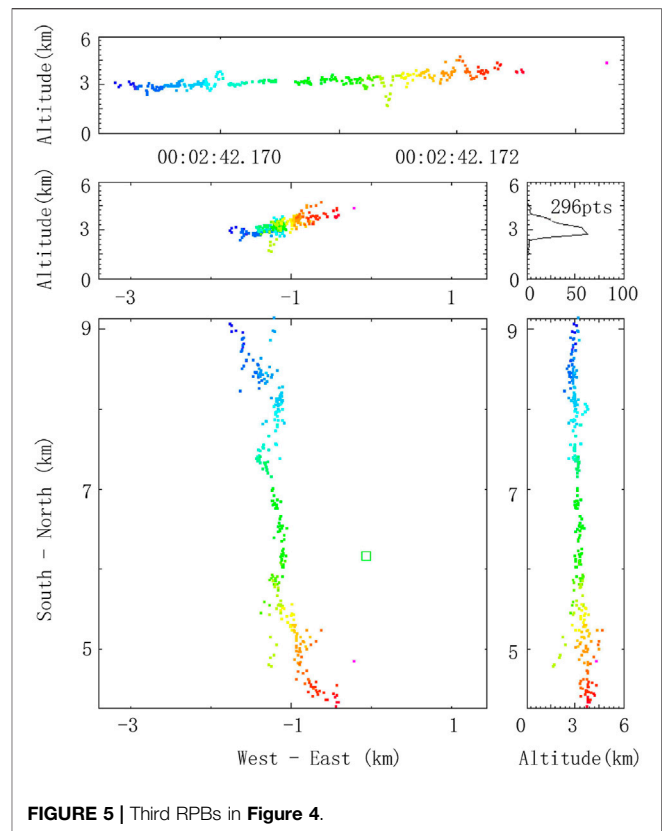 6
3
0
Altitude(km)
00:02:42.170 00:02:42.172
6
3
0
Altitude(km)
-3 -1 1
296pts
6
3
0
0 50 100
9
7
5
South - North (km)
-3 -1 1
West - East (km)
9
7
5
0 3 6
Altitude(km)
FIGURE 5 | Third RPBs in Figure 4.